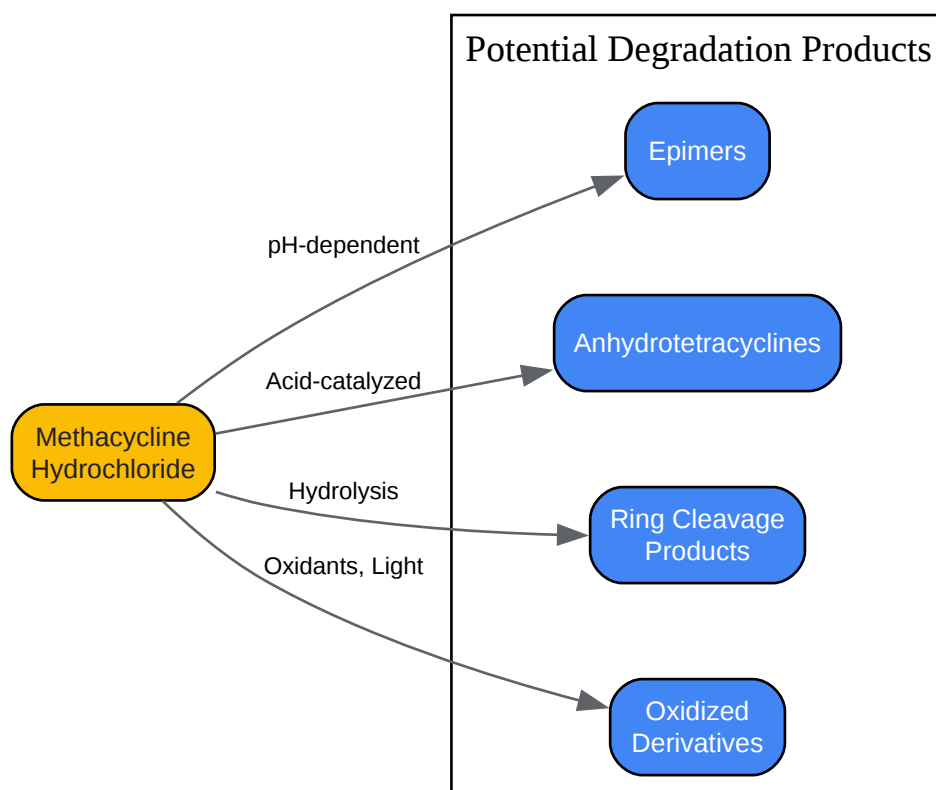 Potential Degradation Products
Epimers
pH-dependent
Anhydrotetracyclines
Acid-catalyzed
Methacycline
Hydrochloride
Hydrolysis
Ring Cleavage
Products
Oxidants, Light
Oxidized
Derivatives